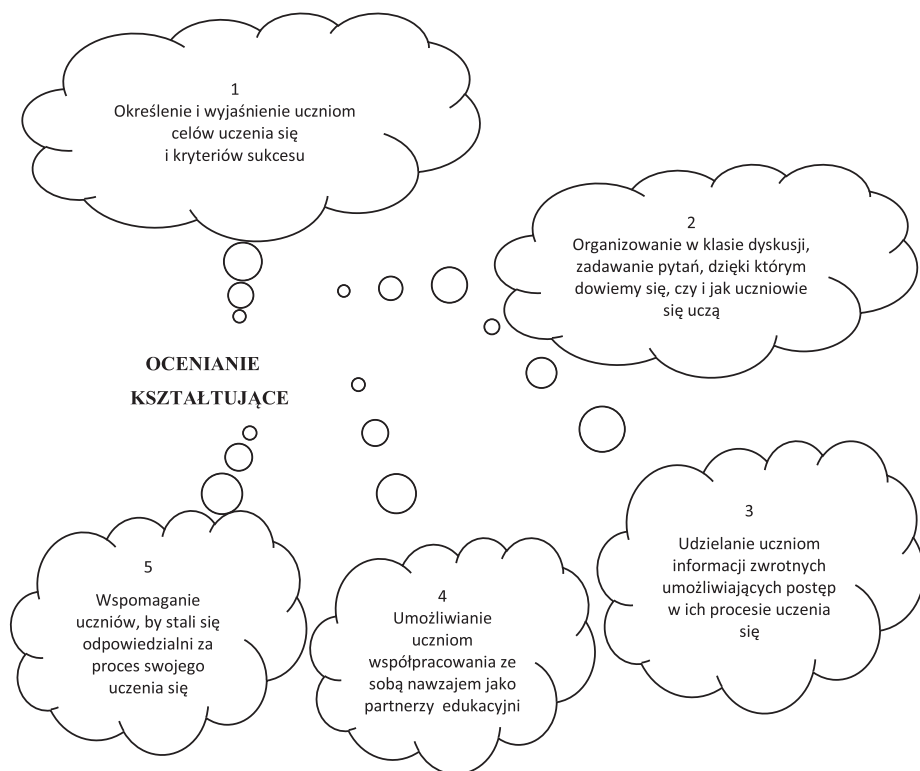 1
Określenie i wyjaśnienie uczniom
celów uczenia się
i kryteriów sukcesu
2
Organizowanie w klasie dyskusji,
zadawanie pytań, dzięki którym
dowiemy się, czy i jak uczniowie
się uczą
OCENIANIE
KSZTAŁTUJĄCE
3
Udzielanie uczniom
informacji zwrotnych
umożliwiających postęp
w ich procesie uczenia
się
4
Umożliwianie
uczniom
współpracowania ze
sobą nawzajem jako
partnerzy edukacyjni
5
Wspomaganie
uczniów, by stali się
odpowiedzialni za
proces swojego
uczenia się